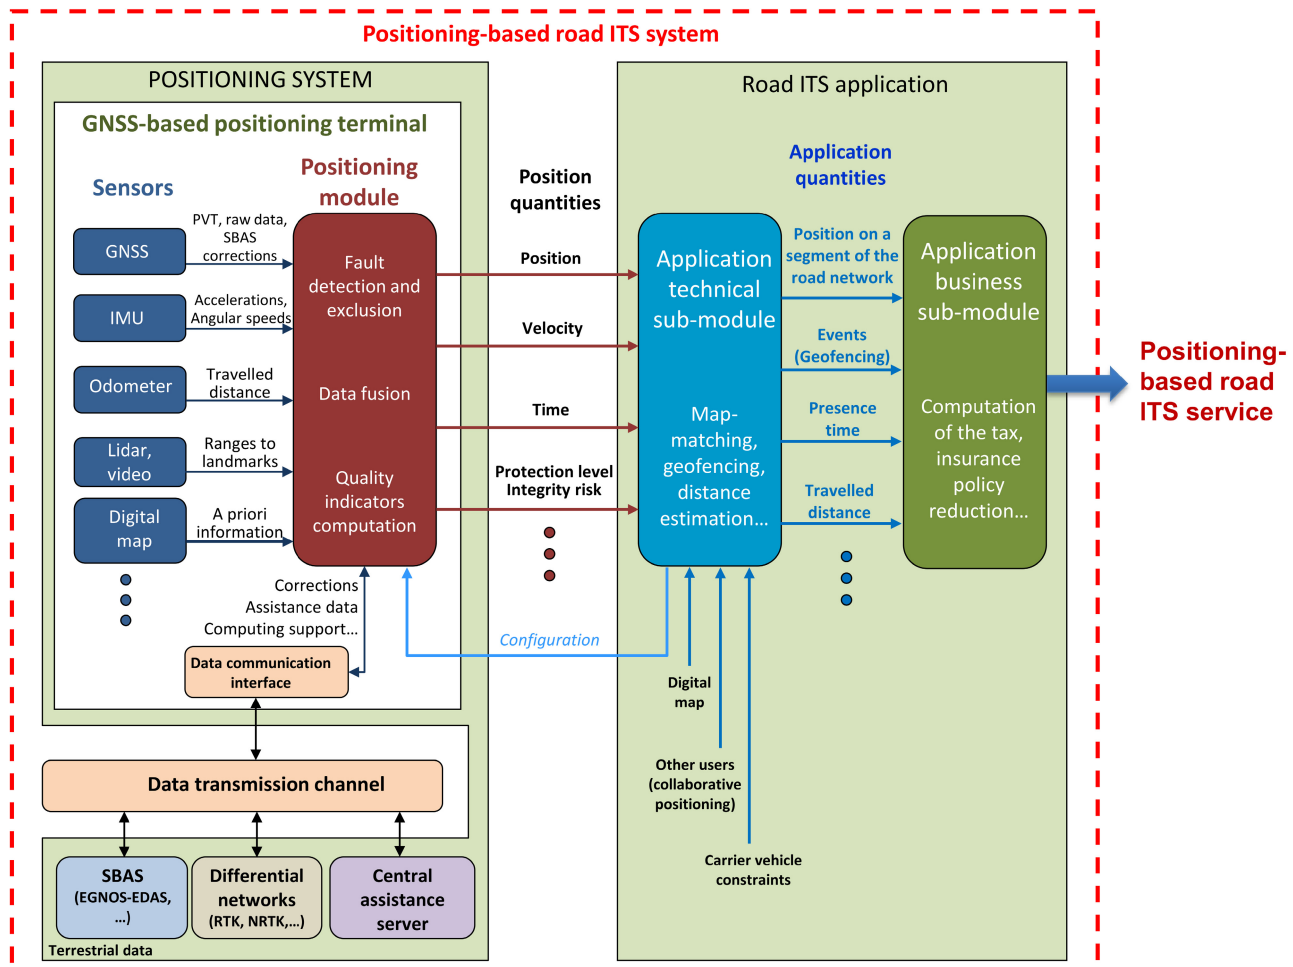 Positioning-based road ITS system
POSITIONING SYSTEM
GNSS-based positioning terminal
Sensors
Positioning
module
GNSS
IMU
Odometer
Lidar,
video
Digital
map
PVT, raw data,
SBAS
corrections
Accelerations,
Angular speeds
Travelled
distance
Ranges to
landmarks
A priori
information
Fault
detection and
exclusion
Data fusion
Quality
indicators
computation
Corrections
Assistance data
Computing support…
Data communication
interface
Data transmission channel
SBAS
(EGNOS-EDAS,
…)
Differential
networks
(RTK, NRTK,…)
Central
assistance
server
Terrestrial data
Position
quantities
Position
Velocity
Time
Protection level
Integrity risk
Configuration
Road ITS application
Application
quantities
Application
technical
sub-module
Map-
matching,
geofencing,
distance
estimation…
Position on a
segment of the
road network
Events
(Geofencing)
Presence
time
Travelled
distance
Application
business
sub-module
Computation
of the tax,
insurance
policy
reduction…
Digital
map
Other users
(collaborative
positioning)
Carrier vehicle
constraints
Positioning-
based road
ITS service